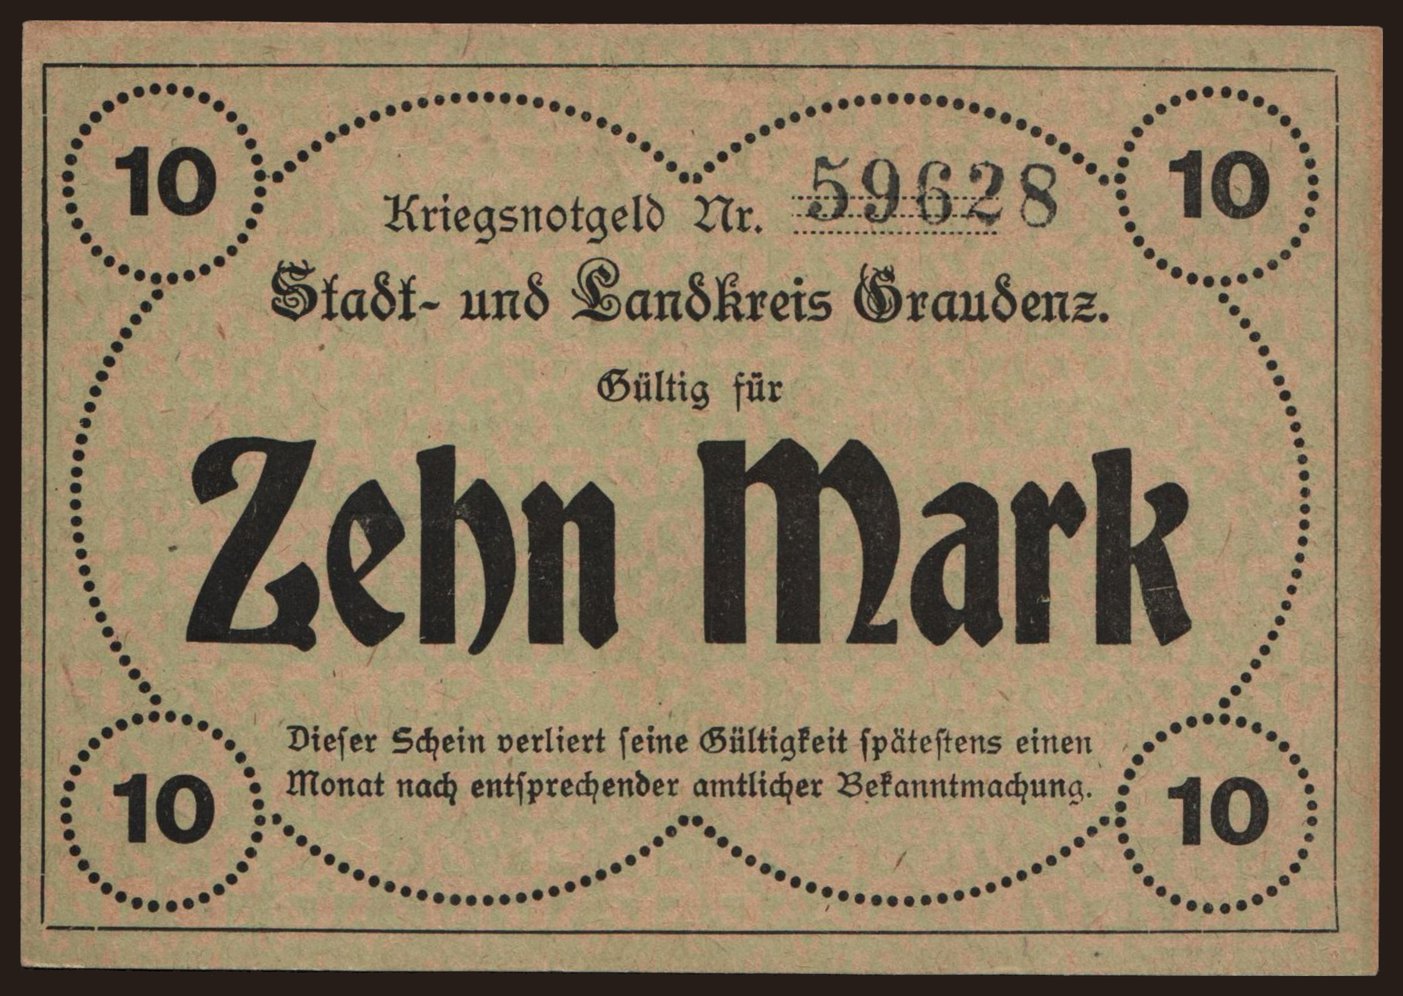 10
10
Kriegsnotgeld Nr. 59628
Stadt- und Landkreis Graudenz.
Gültig für
Zehn Mark
Dieser Schein verliert seine Gültigkeit spätestens einen
Monat nach entsprechender amtlicher Bekanntmachung.
10
10